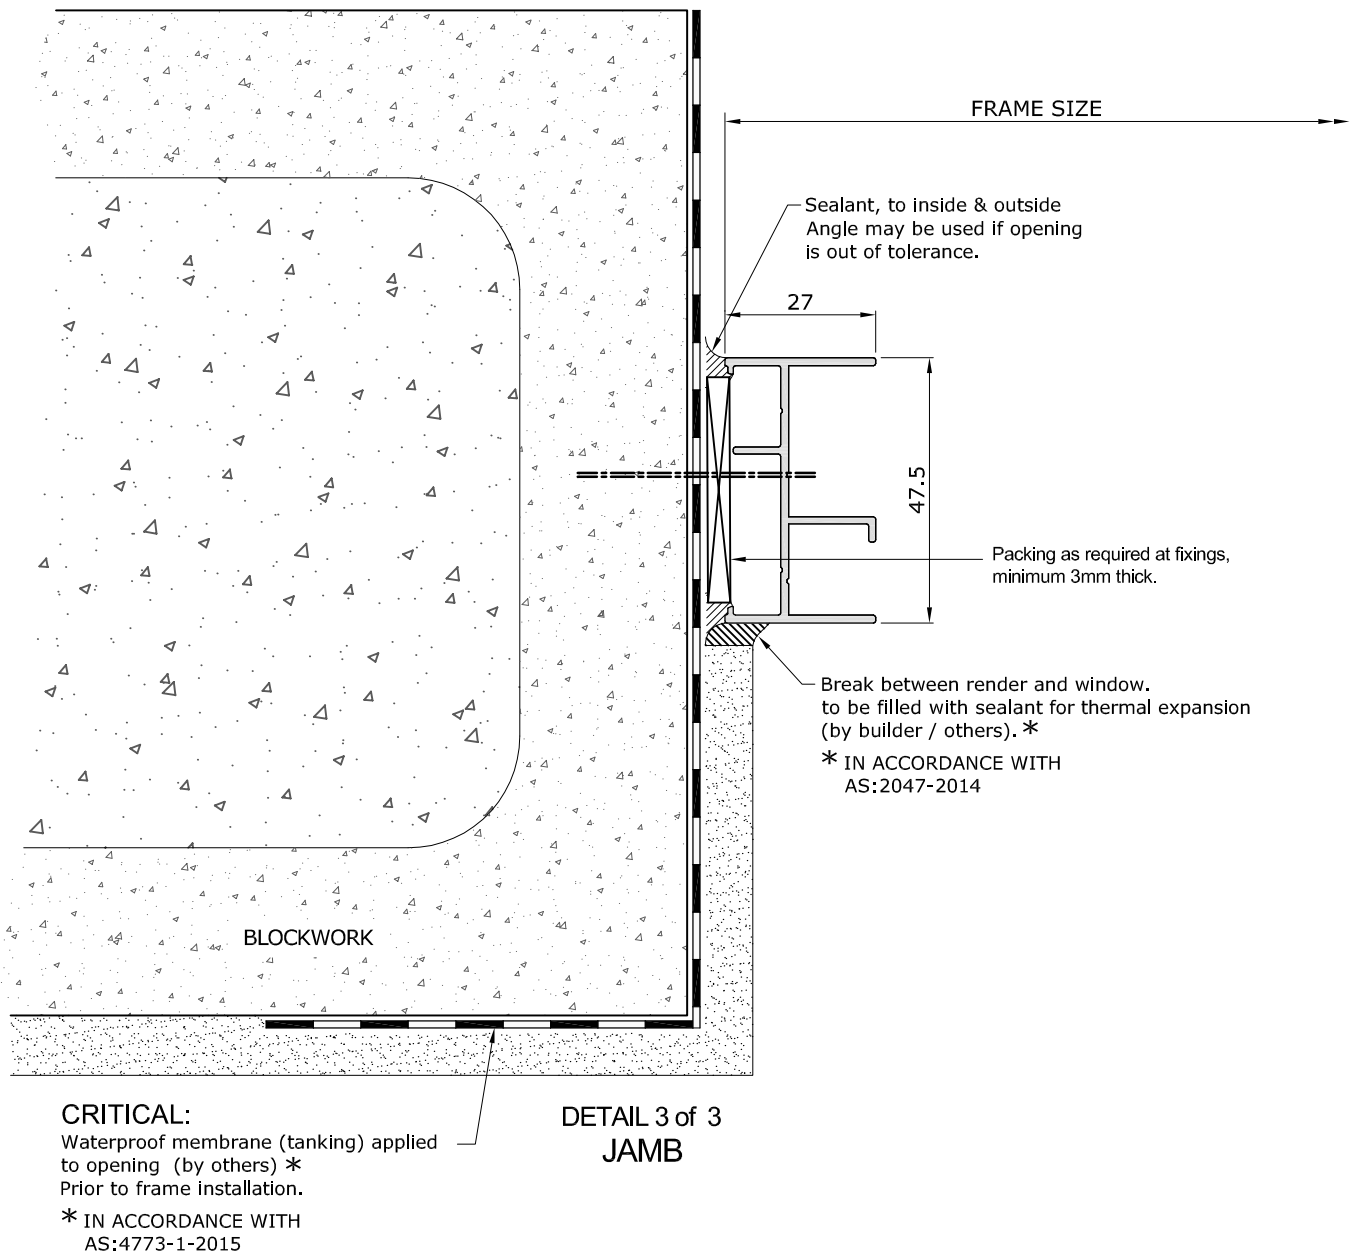 FRAME SIZE
Sealant, to inside & outside
Angle may be used if opening
is out of tolerance.
27
47.5
Packing as required at fixings,
minimum 3mm thick.
Break between render and window.
to be filled with sealant for thermal expansion
(by builder / others). *
* IN ACCORDANCE WITH
AS:2047-2014
BLOCKWORK
CRITICAL:
Waterproof membrane (tanking) applied
to opening (by others) *
Prior to frame installation.
* IN ACCORDANCE WITH
AS:4773-1-2015
DETAIL 3 of 3
JAMB